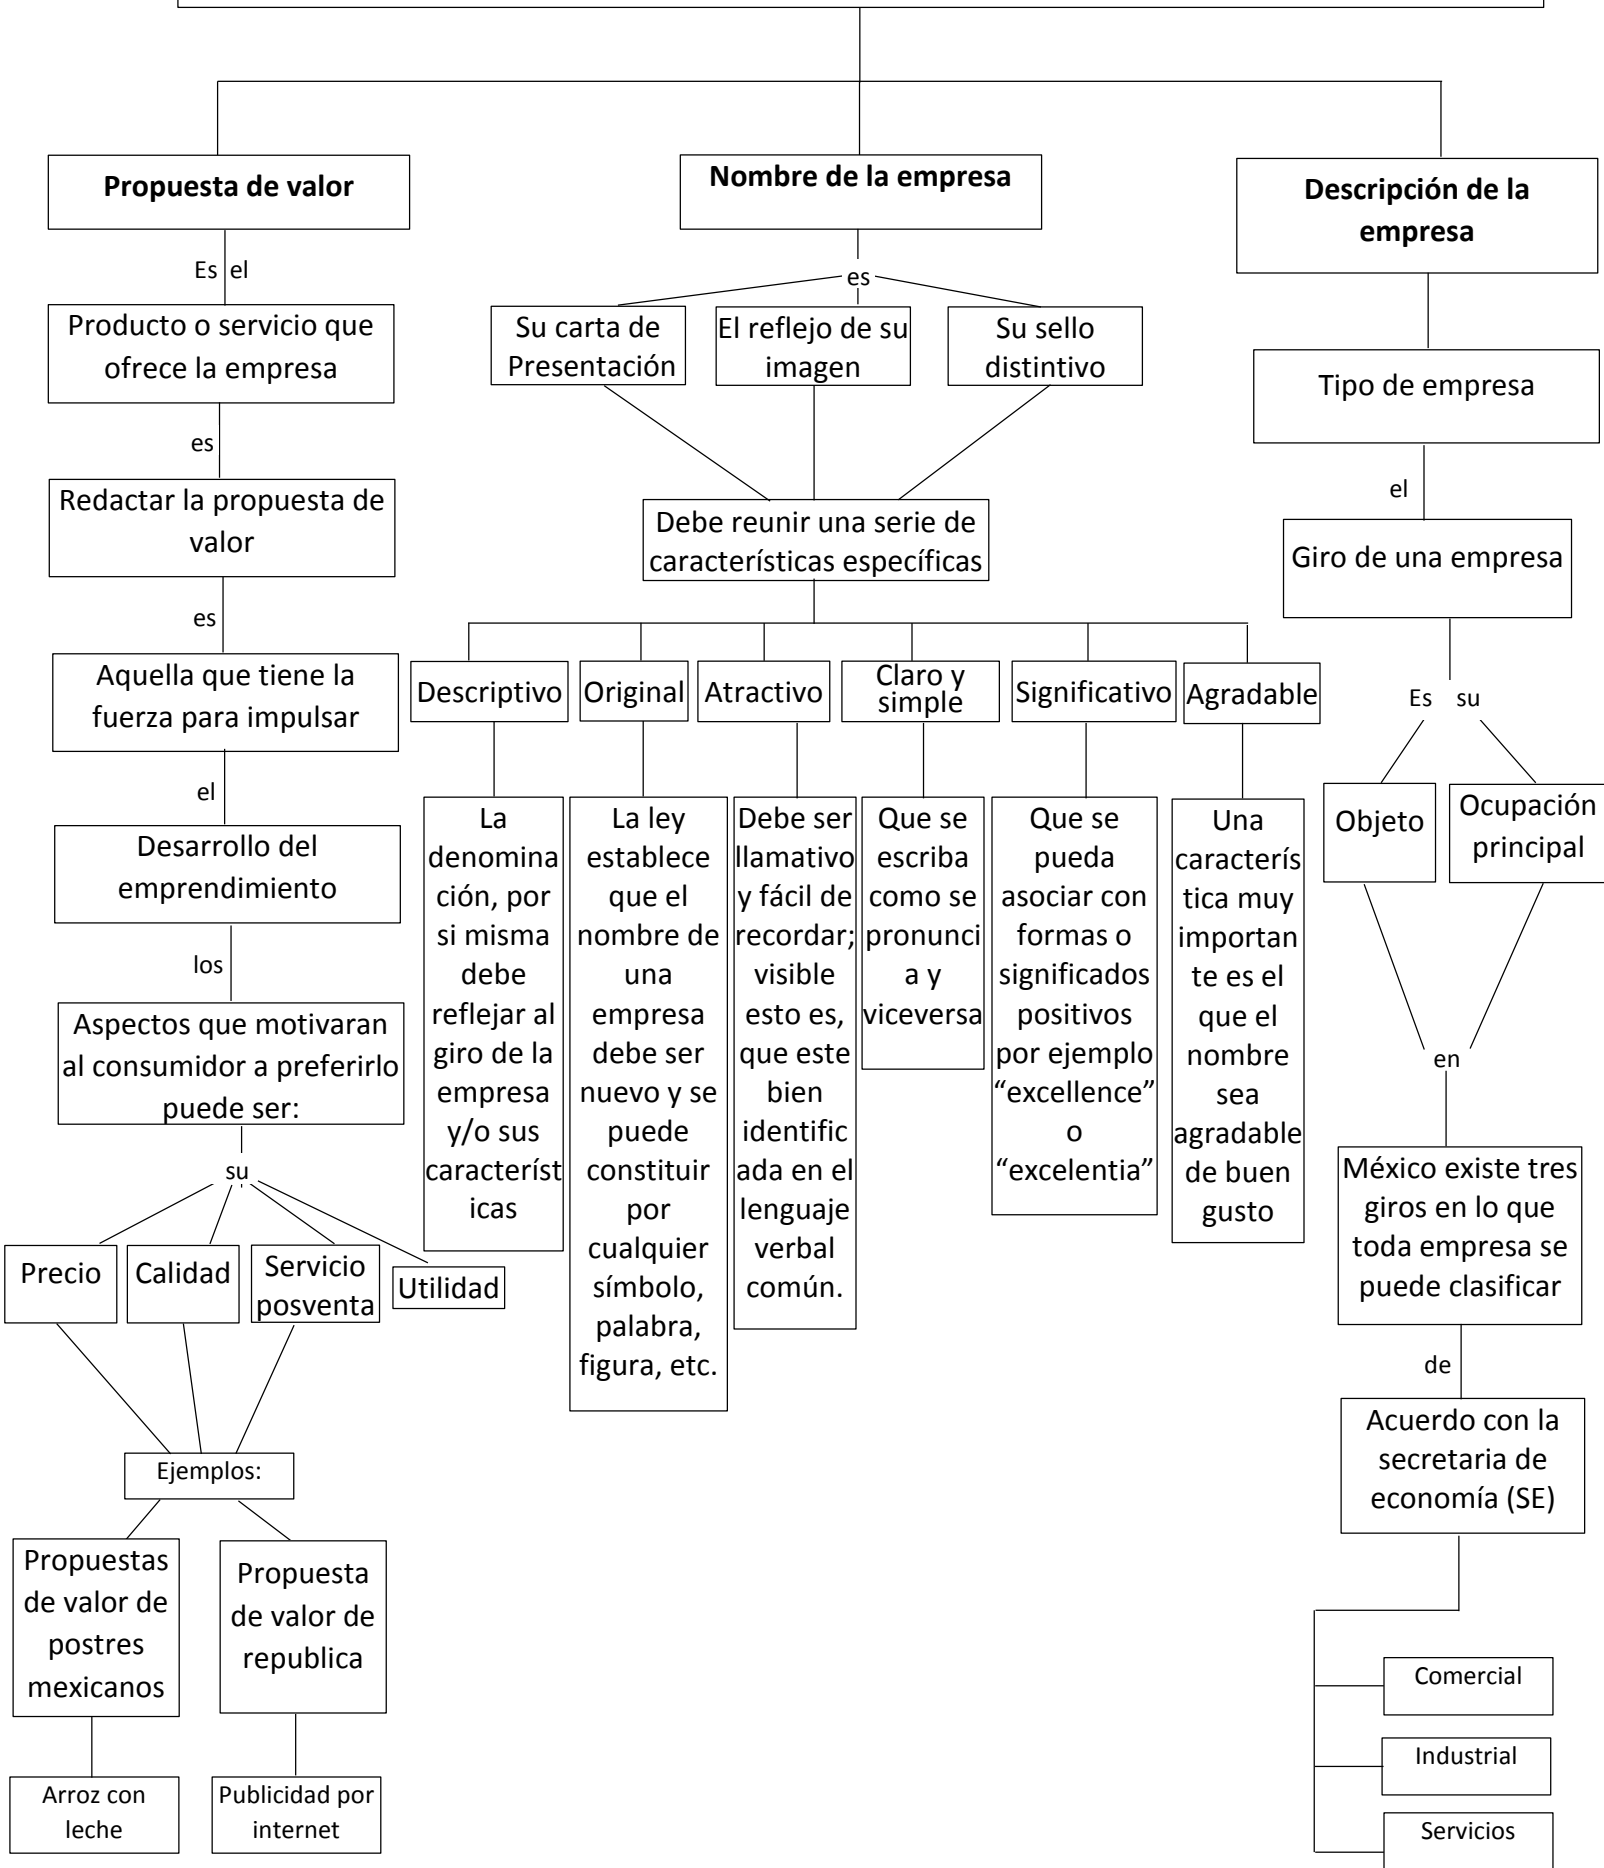 Propuesta de valor
Nombre de la empresa
Descripción de la
empresa
Es el
Producto o servicio que
ofrece la empresa
es
Redactar la propuesta de
valor
es
Aquella que tiene la
fuerza para impulsar
el
Desarrollo del
emprendimiento
los
Aspectos que motivaran
al consumidor a preferirlo
puede ser:
su
Precio
Calidad
Servicio
posventa
Utilidad
Ejemplos:
Propuestas
de valor de
postres
mexicanos
Propuesta
de valor de
republica
Arroz con
leche
Publicidad por
internet
es
Su carta de
Presentación
El reflejo de su
imagen
Su sello
distintivo
Debe reunir una serie de
características específicas
Descriptivo
Original
Atractivo
Claro y
simple
Significativo
Agradable
La
denomina
ción, por
si misma
debe
reflejar al
giro de la
empresa
y/o sus
característ
icas
La ley
establece
que el
nombre de
una
empresa
debe ser
nuevo y se
puede
constituir
por
cualquier
símbolo,
palabra,
figura, etc.
Debe ser
llamativo
y fácil de
recordar;
visible
esto es,
que este
bien
identific
ada en el
lenguaje
verbal
común.
Que se
escriba
como se
pronunci
a y
viceversa
Que se
pueda
asociar con
formas o
significados
positivos
por ejemplo
“excellence”
o
“excelentia”
Una
caracterís
tica muy
importan
te es el
que el
nombre
sea
agradable
de buen
gusto
Tipo de empresa
el
Giro de una empresa
Es su
Objeto
Ocupación
principal
en
México existe tres
giros en lo que
toda empresa se
puede clasificar
de
Acuerdo con la
secretaria de
economía (SE)
Comercial
Industrial
Servicios